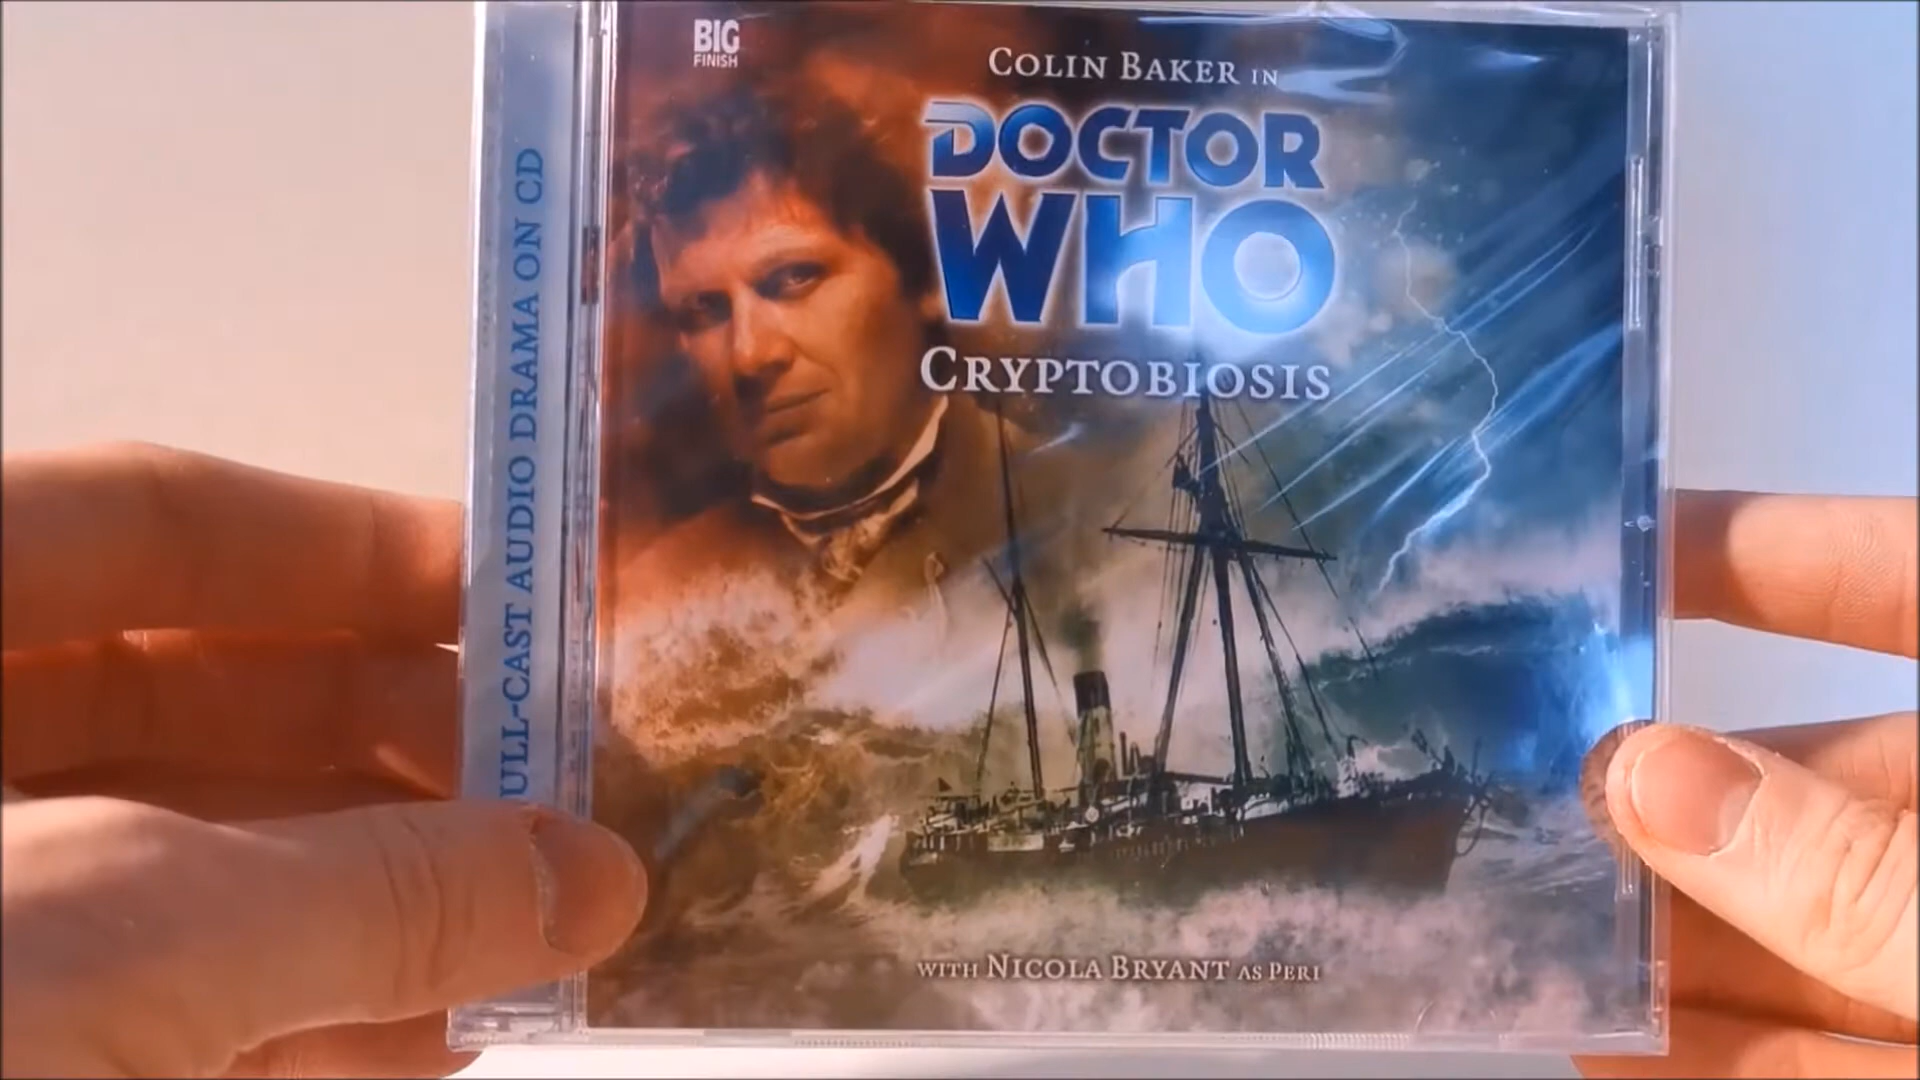 BIG
FINISH
COLIN BAKER IN
DOCTOR
WHO
CRYPTOBIOSIS
WITH NICOLA BRYANT AS PERI
ULL-CAST AUDIO DRAMA ON CD